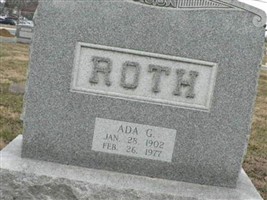 ROTH
ADA G.
JAN. 28. 1902
FEB. 26. 1977